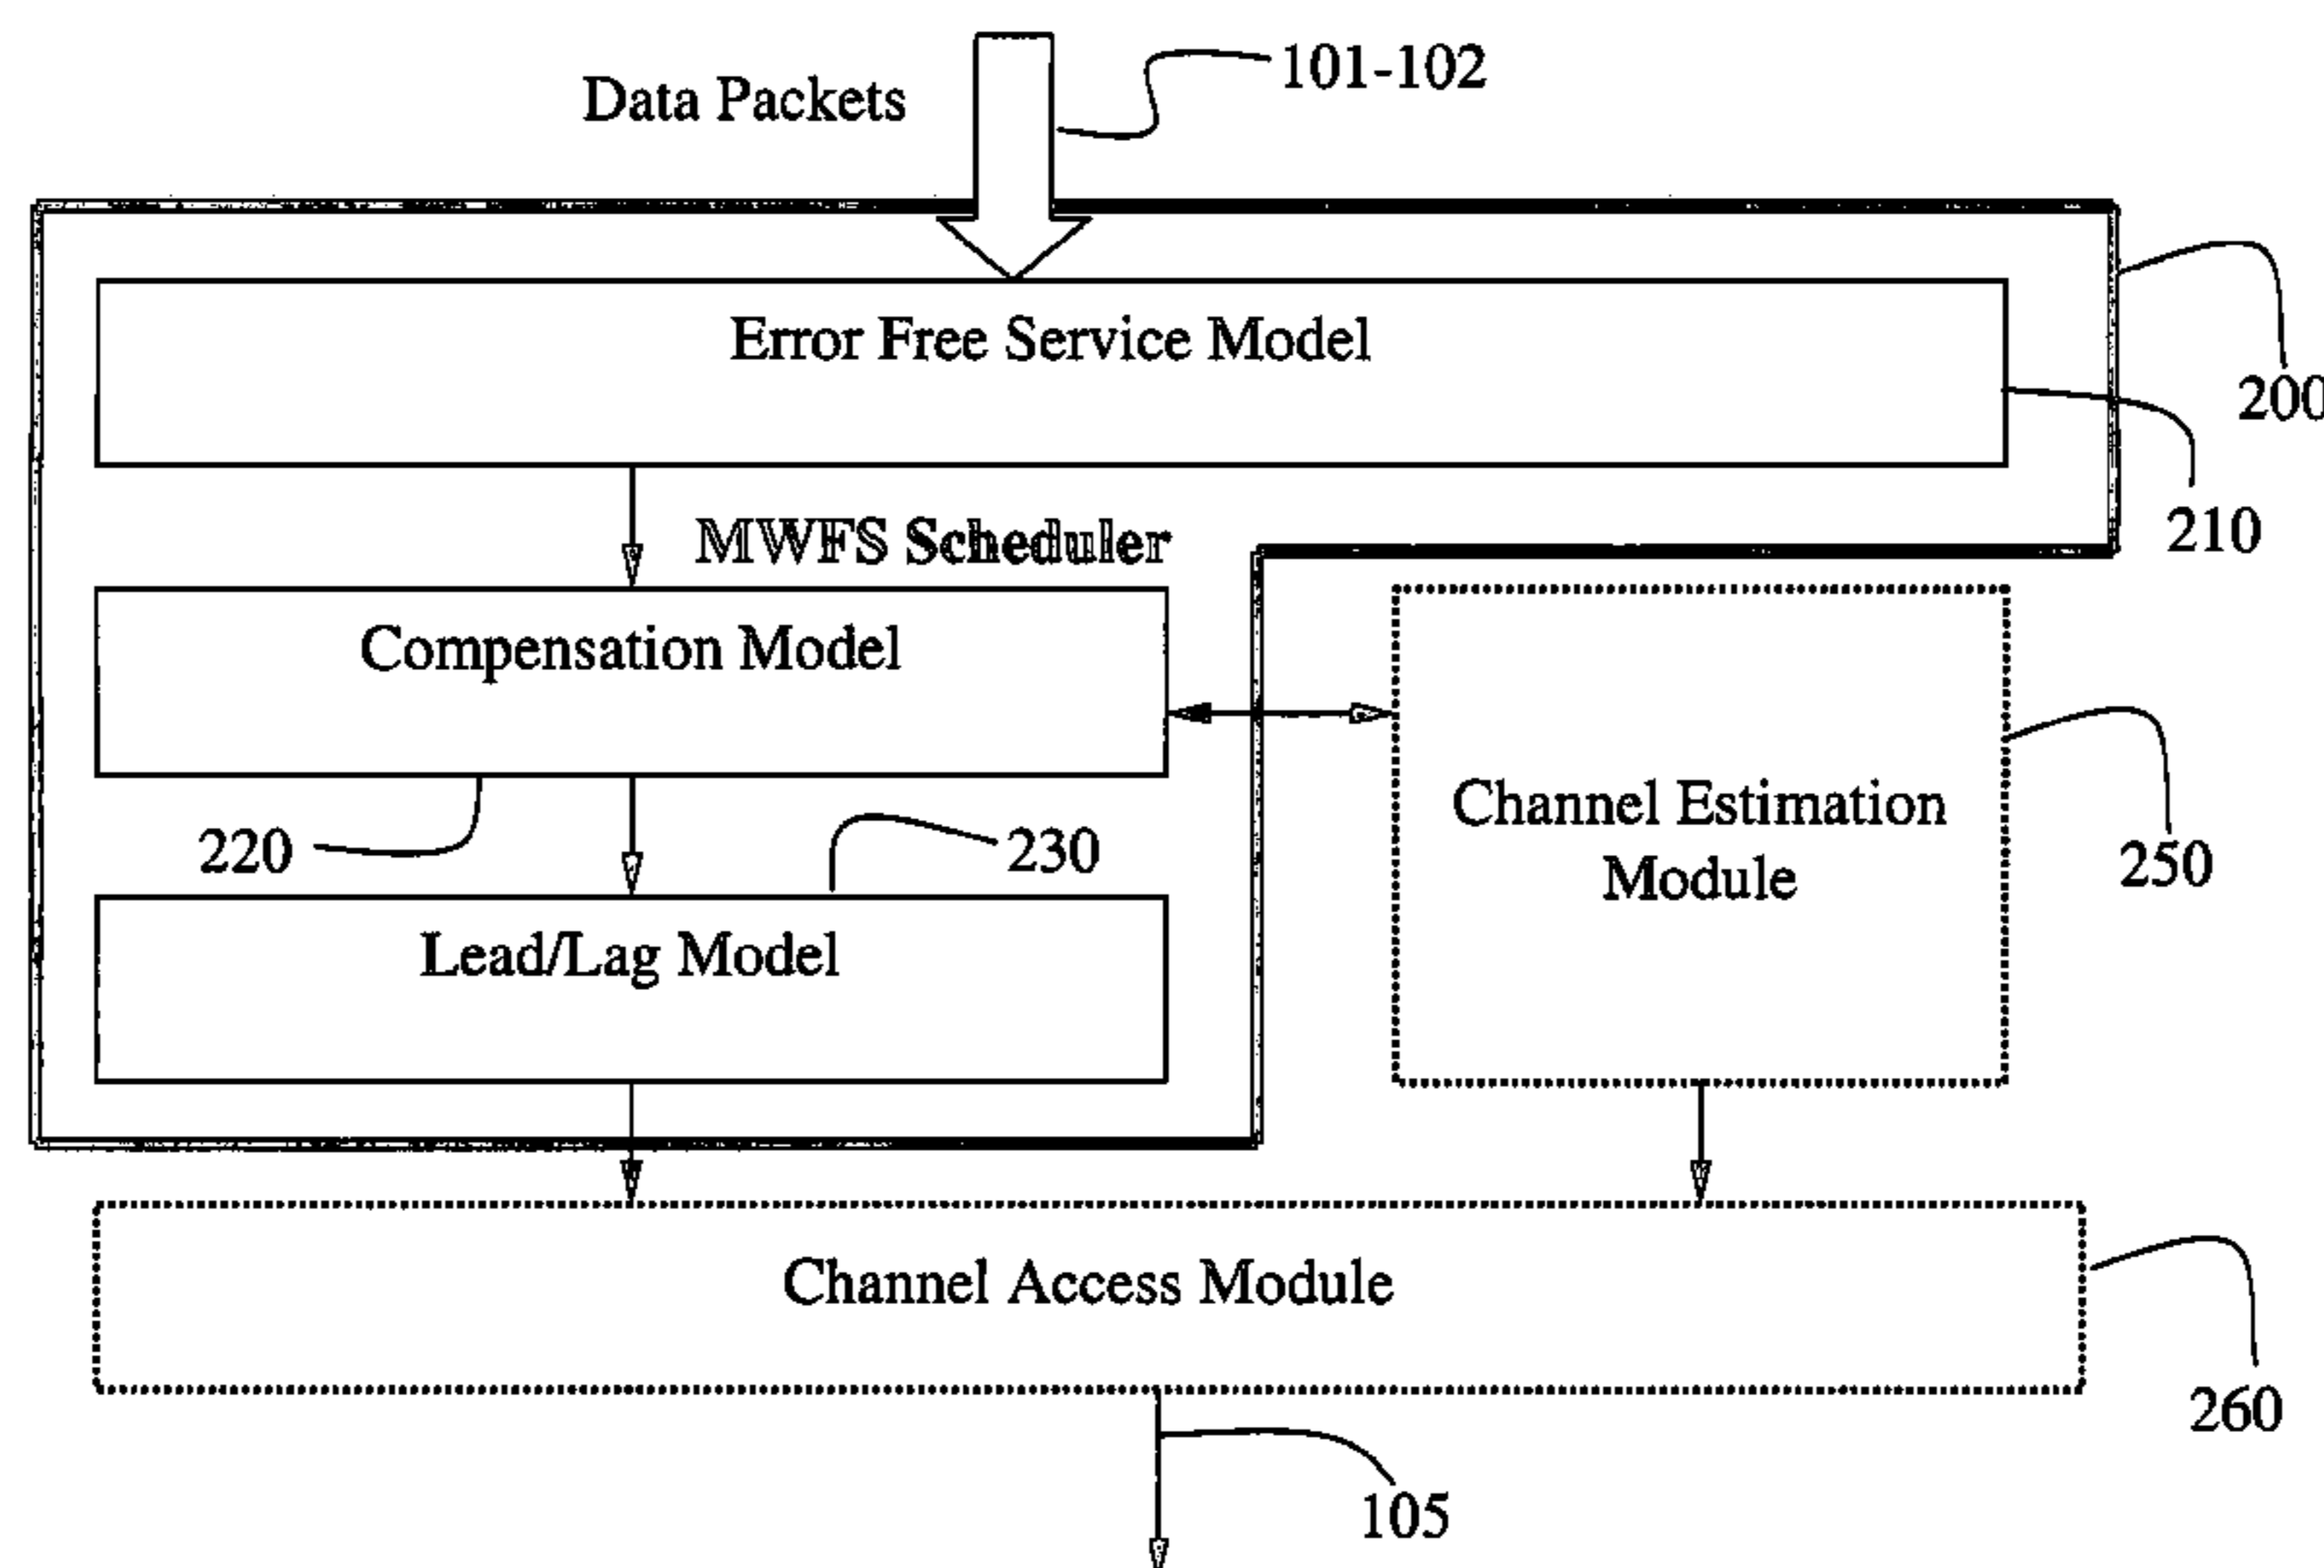 Data Packets
101-102
Error Free Service Model
200
210
MWFS Scheduler
Compensation Model
220
230
Channel Estimation
Module
250
Lead/Lag Model
Channel Access Module
260
105